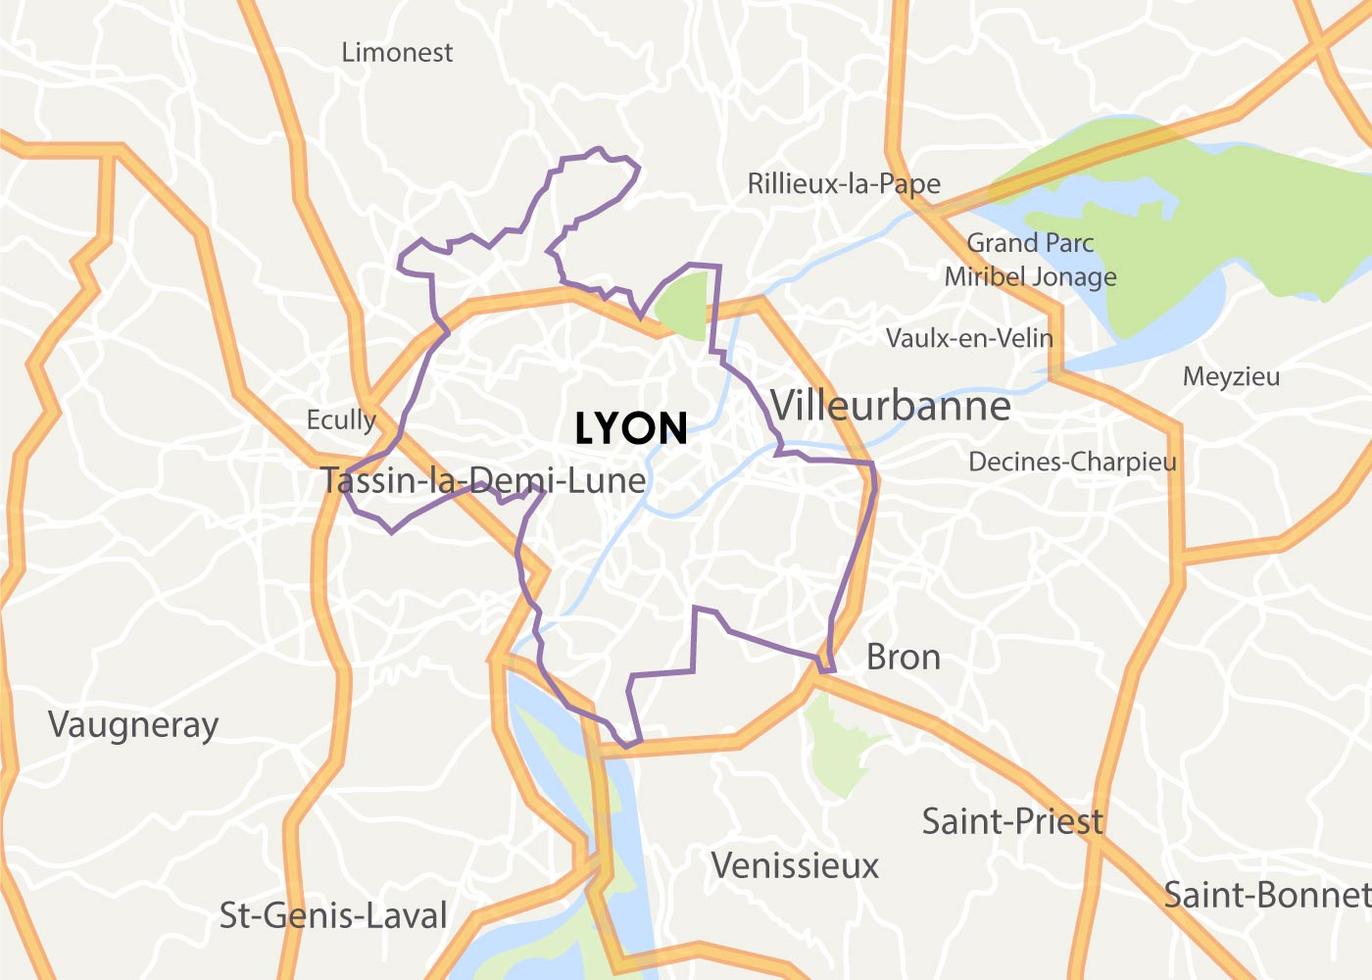 Limonest
Rillieux-la-Pape
Grand Parc
Miribel Jonage
Vaulx-en-Velin
Meyzieu
Villeurbanne
Ecully
LYON
Decines-Charpieu
Tassin-la-Demi-Lune
Bron
Vaugneray
Saint-Priest
Venissieux
Saint-Bonnet
St-Genis-Laval